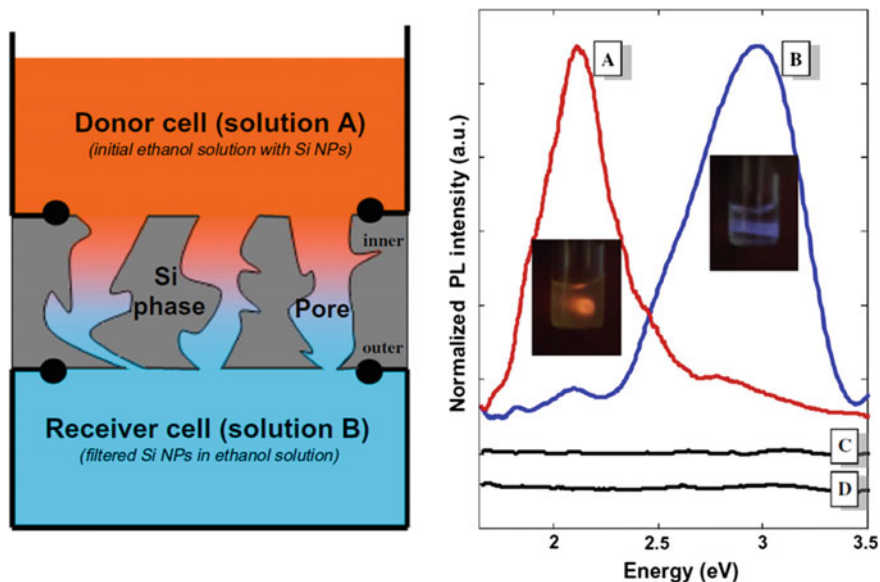 Donor cell (solution A)
(initial ethanol solution with Si NPs)
inner
Si
phase
Pore
outer
Receiver cell (solution B)
(filtered Si NPs in ethanol solution)
Normalized PL intensity (a.u.)
A
B
C
D
2
2.5
3
3.5
Energy (eV)